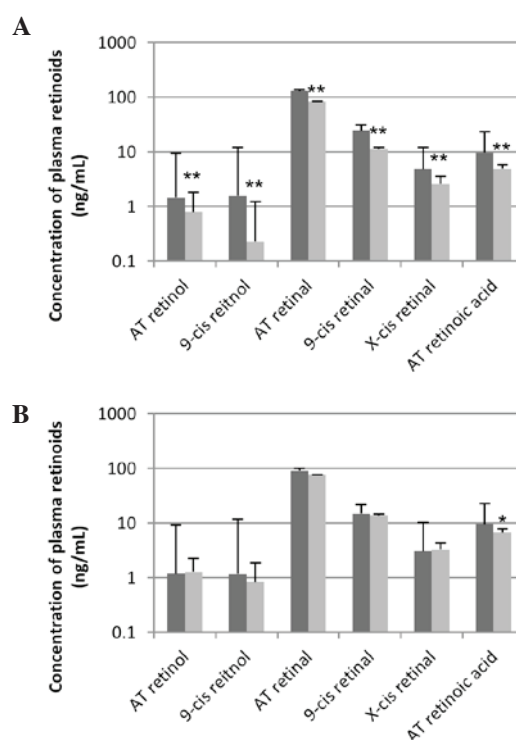 A
Concentration of plasma retinoids
(ng/mL)
1000
100
10
1
0.1
**
**
**
**
**
**
AT retinol
9-cis reitnol
AT retinal
9-cis retinal
X-cis retinal
AT retinoic acid
B
Concentration of plasma retinoids
(ng/mL)
1000
100
10
1
0.1
*
AT retinol
9-cis reitnol
AT retinal
9-cis retinal
X-cis retinal
AT retinoic acid